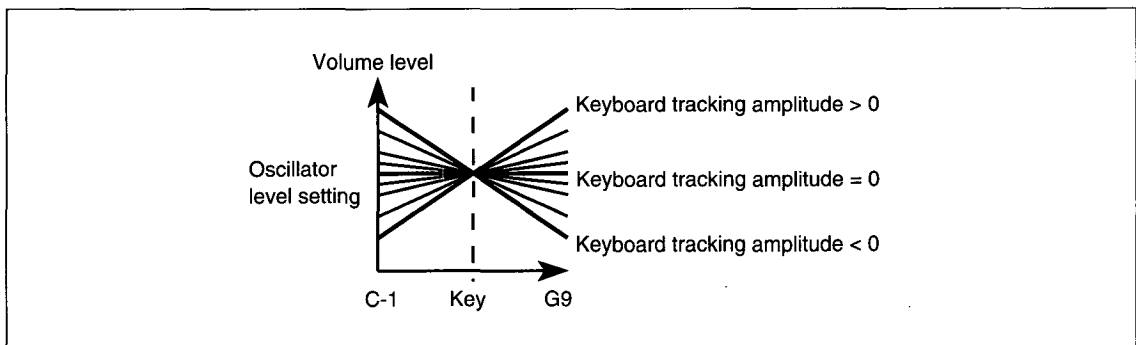 Volume level
Keyboard tracking amplitude > 0
Oscillator
level setting
Keyboard tracking amplitude = 0
Keyboard tracking amplitude < 0
C-1
Key
G9